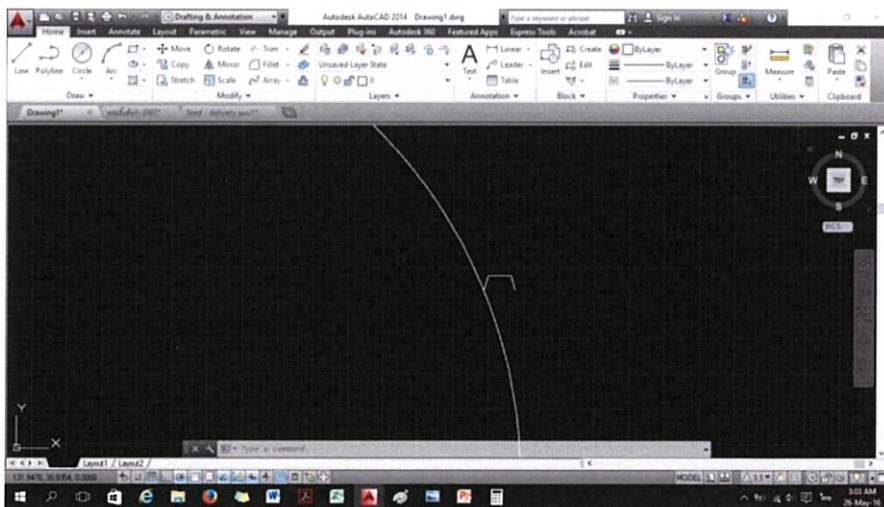 Drafting & Annotation
Autodesk AutoCAD 2014 Drawing1.dwg
Type a keyword or phrase
Sign In
Home Insert Annotate Layout Parametric View Manage Output Plug-ins Autodesk 360 Featured Apps Express Tools Acrobat
Line Polyline Circle Arc
Move Rotate Trim
Copy Mirror Fillet
Stretch Scale Array
Unsaved Layer State
0
Text
Linear
Leader
Table
Insert
Create
Edit
ByLayer
ByLayer
ByLayer
Group
Measure
Paste
Draw Modify Layers Annotation Block Properties Groups Utilities Clipboard
Drawing1*
N
W TOP E
S
WCS
Y
X
Type a command
Layout1 / Layout2
MODEL
3:03 AM
26-May-16